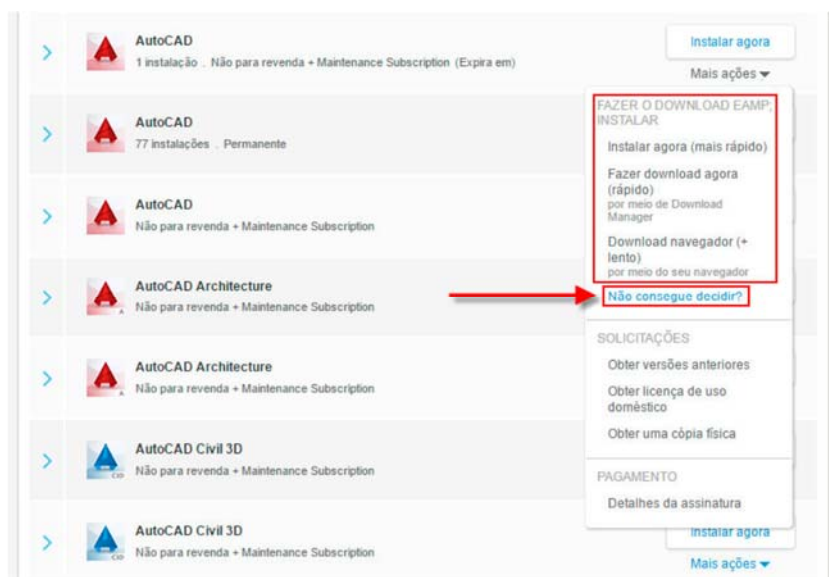 AutoCAD
1 instalação . Não para revenda + Maintenance Subscription (Expira em)
Instalar agora
Mais ações
AutoCAD
77 instalações . Permanente
AutoCAD
Não para revenda + Maintenance Subscription
AutoCAD Architecture
Não para revenda + Maintenance Subscription
AutoCAD Architecture
Não para revenda + Maintenance Subscription
AutoCAD Civil 3D
Não para revenda + Maintenance Subscription
AutoCAD Civil 3D
Não para revenda + Maintenance Subscription
FAZER O DOWNLOAD EAMP;
INSTALAR
Instalar agora (mais rápido)
Fazer download agora
(rápido)
por meio de Download
Manager
Download navegador (+
lento)
por meio do seu navegador
Não consegue decidir?
SOLICITAÇÕES
Obter versões anteriores
Obter licença de uso
doméstico
Obter uma còpia física
PAGAMENTO
Detalhes da assinatura
Instalar agora
Mais ações